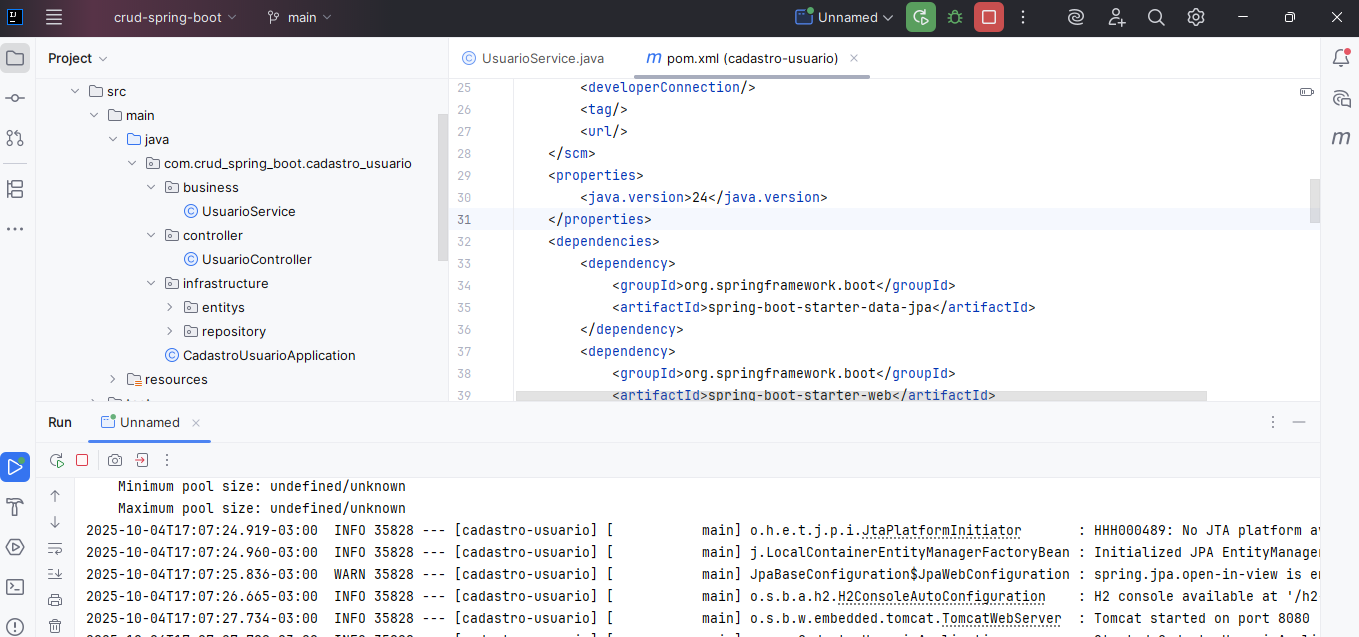 crud-spring-boot
main
Unnamed
Project
src
main
java
com.crud_spring_boot.cadastro_usuario
business
UsuarioService
controller
UsuarioController
infrastructure
entitys
repository
CadastroUsuarioApplication
resources
UsuarioService.java
pom.xml (cadastro-usuario)
25 <developerConnection/>
26 <tag/>
27 <url/>
28 </scm>
29 <properties>
30 <java.version>24</java.version>
31 </properties>
32 <dependencies>
33 <dependency>
34 <groupId>org.springframework.boot</groupId>
35 <artifactId>spring-boot-starter-data-jpa</artifactId>
36 </dependency>
37 <dependency>
38 <groupId>org.springframework.boot</groupId>
39 <artifactId>spring-boot-starter-web</artifactId>
Run
Unnamed
Minimum pool size: undefined/unknown
Maximum pool size: undefined/unknown
2025-10-04T17:07:24.919-03:00 INFO 35828 --- [cadastro-usuario] [ main] o.h.e.t.j.p.i.JtaPlatformInitiator : HHH000489: No JTA platform av
2025-10-04T17:07:24.960-03:00 INFO 35828 --- [cadastro-usuario] [ main] j.LocalContainerEntityManagerFactoryBean : Initialized JPA EntityManager
2025-10-04T17:07:25.836-03:00 WARN 35828 --- [cadastro-usuario] [ main] JpaBaseConfiguration$JpaWebConfiguration : spring.jpa.open-in-view is en
2025-10-04T17:07:26.665-03:00 INFO 35828 --- [cadastro-usuario] [ main] o.s.b.a.h2.H2ConsoleAutoConfiguration : H2 console available at '/h2
2025-10-04T17:07:27.734-03:00 INFO 35828 --- [cadastro-usuario] [ main] o.s.b.w.embedded.tomcat.TomcatWebServer : Tomcat started on port 8080